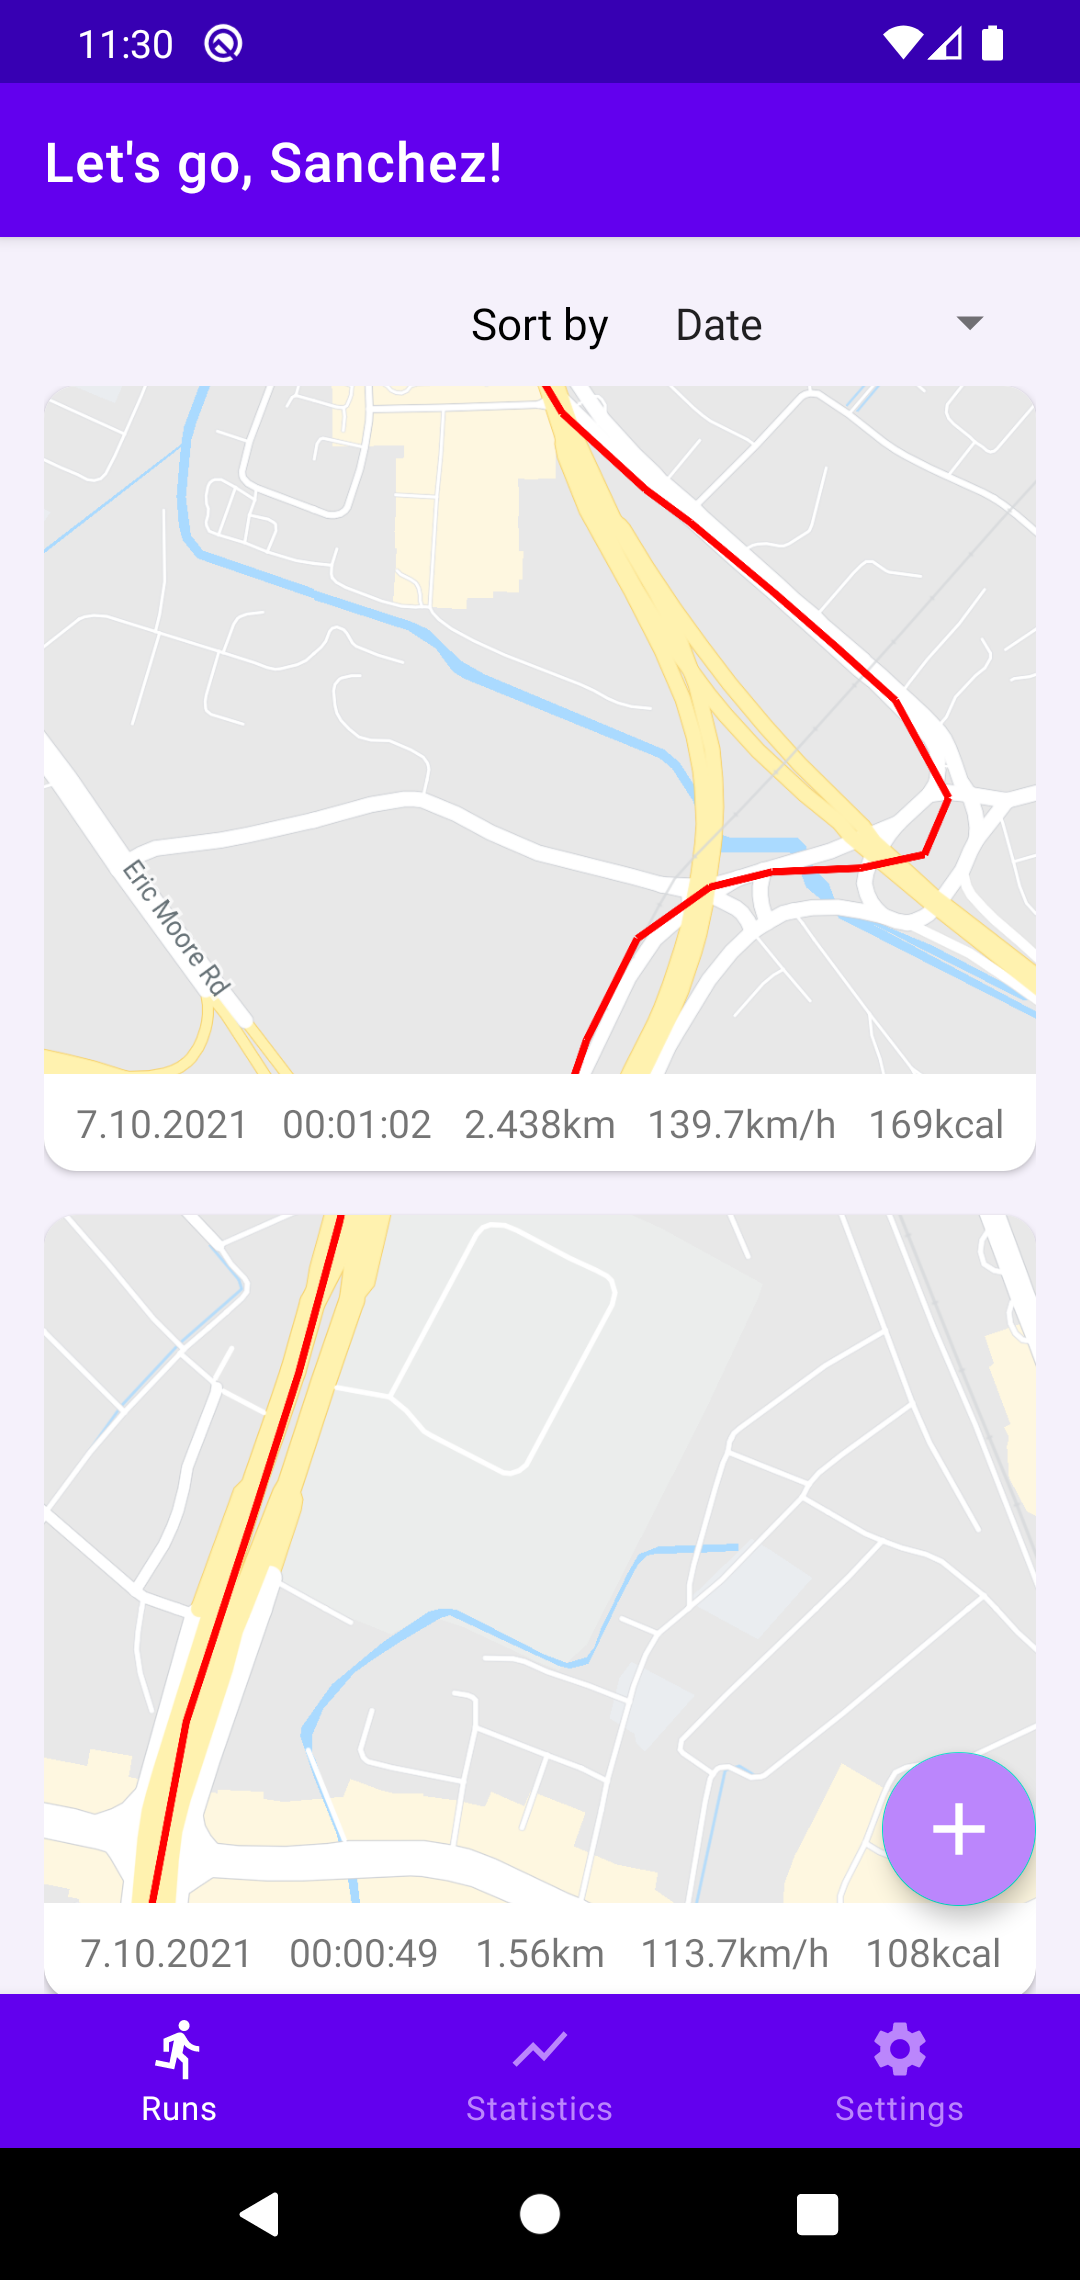 11:30
Let's go, Sanchez!
Sort by Date
Eric Moore Rd
7.10.2021 00:01:02 2.438km 139.7km/h 169kcal
7.10.2021 00:00:49 1.56km 113.7km/h 108kcal
Runs Statistics Settings